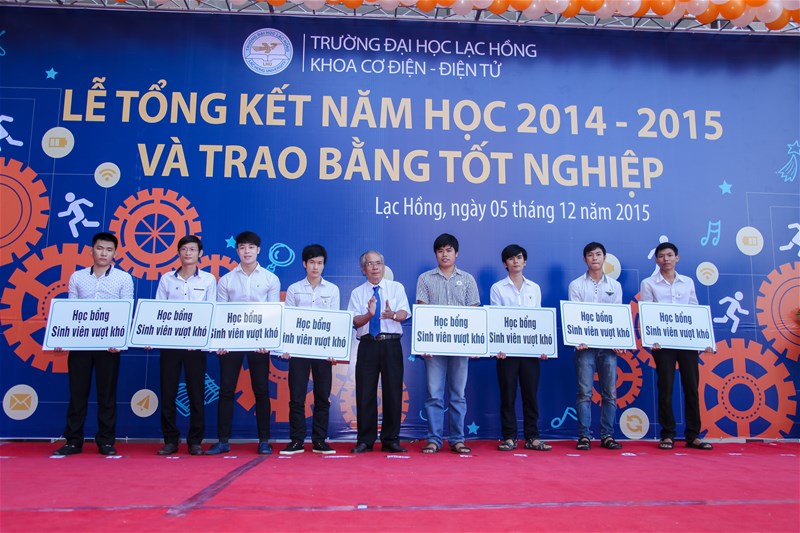 TRƯỜNG ĐẠI HỌC LẠC HỒNG
KHOA CƠ ĐIỆN - ĐIỆN TỬ
LỄ TỔNG KẾT NĂM HỌC 2014 - 2015
VÀ TRAO BẰNG TỐT NGHIỆP
Lạc Hồng, ngày 05 tháng 12 năm 2015
Học bổng
Sinh viên vượt khó
Học bổng
Sinh viên vượt khó
Học bổng
Sinh viên vượt khó
Học bổng
inh viên vượt khó
Học bổng
Sinh viên vượt khó
Học bổng
Sinh viên vượt khó
Học bổng
Sinh viên vượt khó
Học bổng
Sinh viên vượt khó